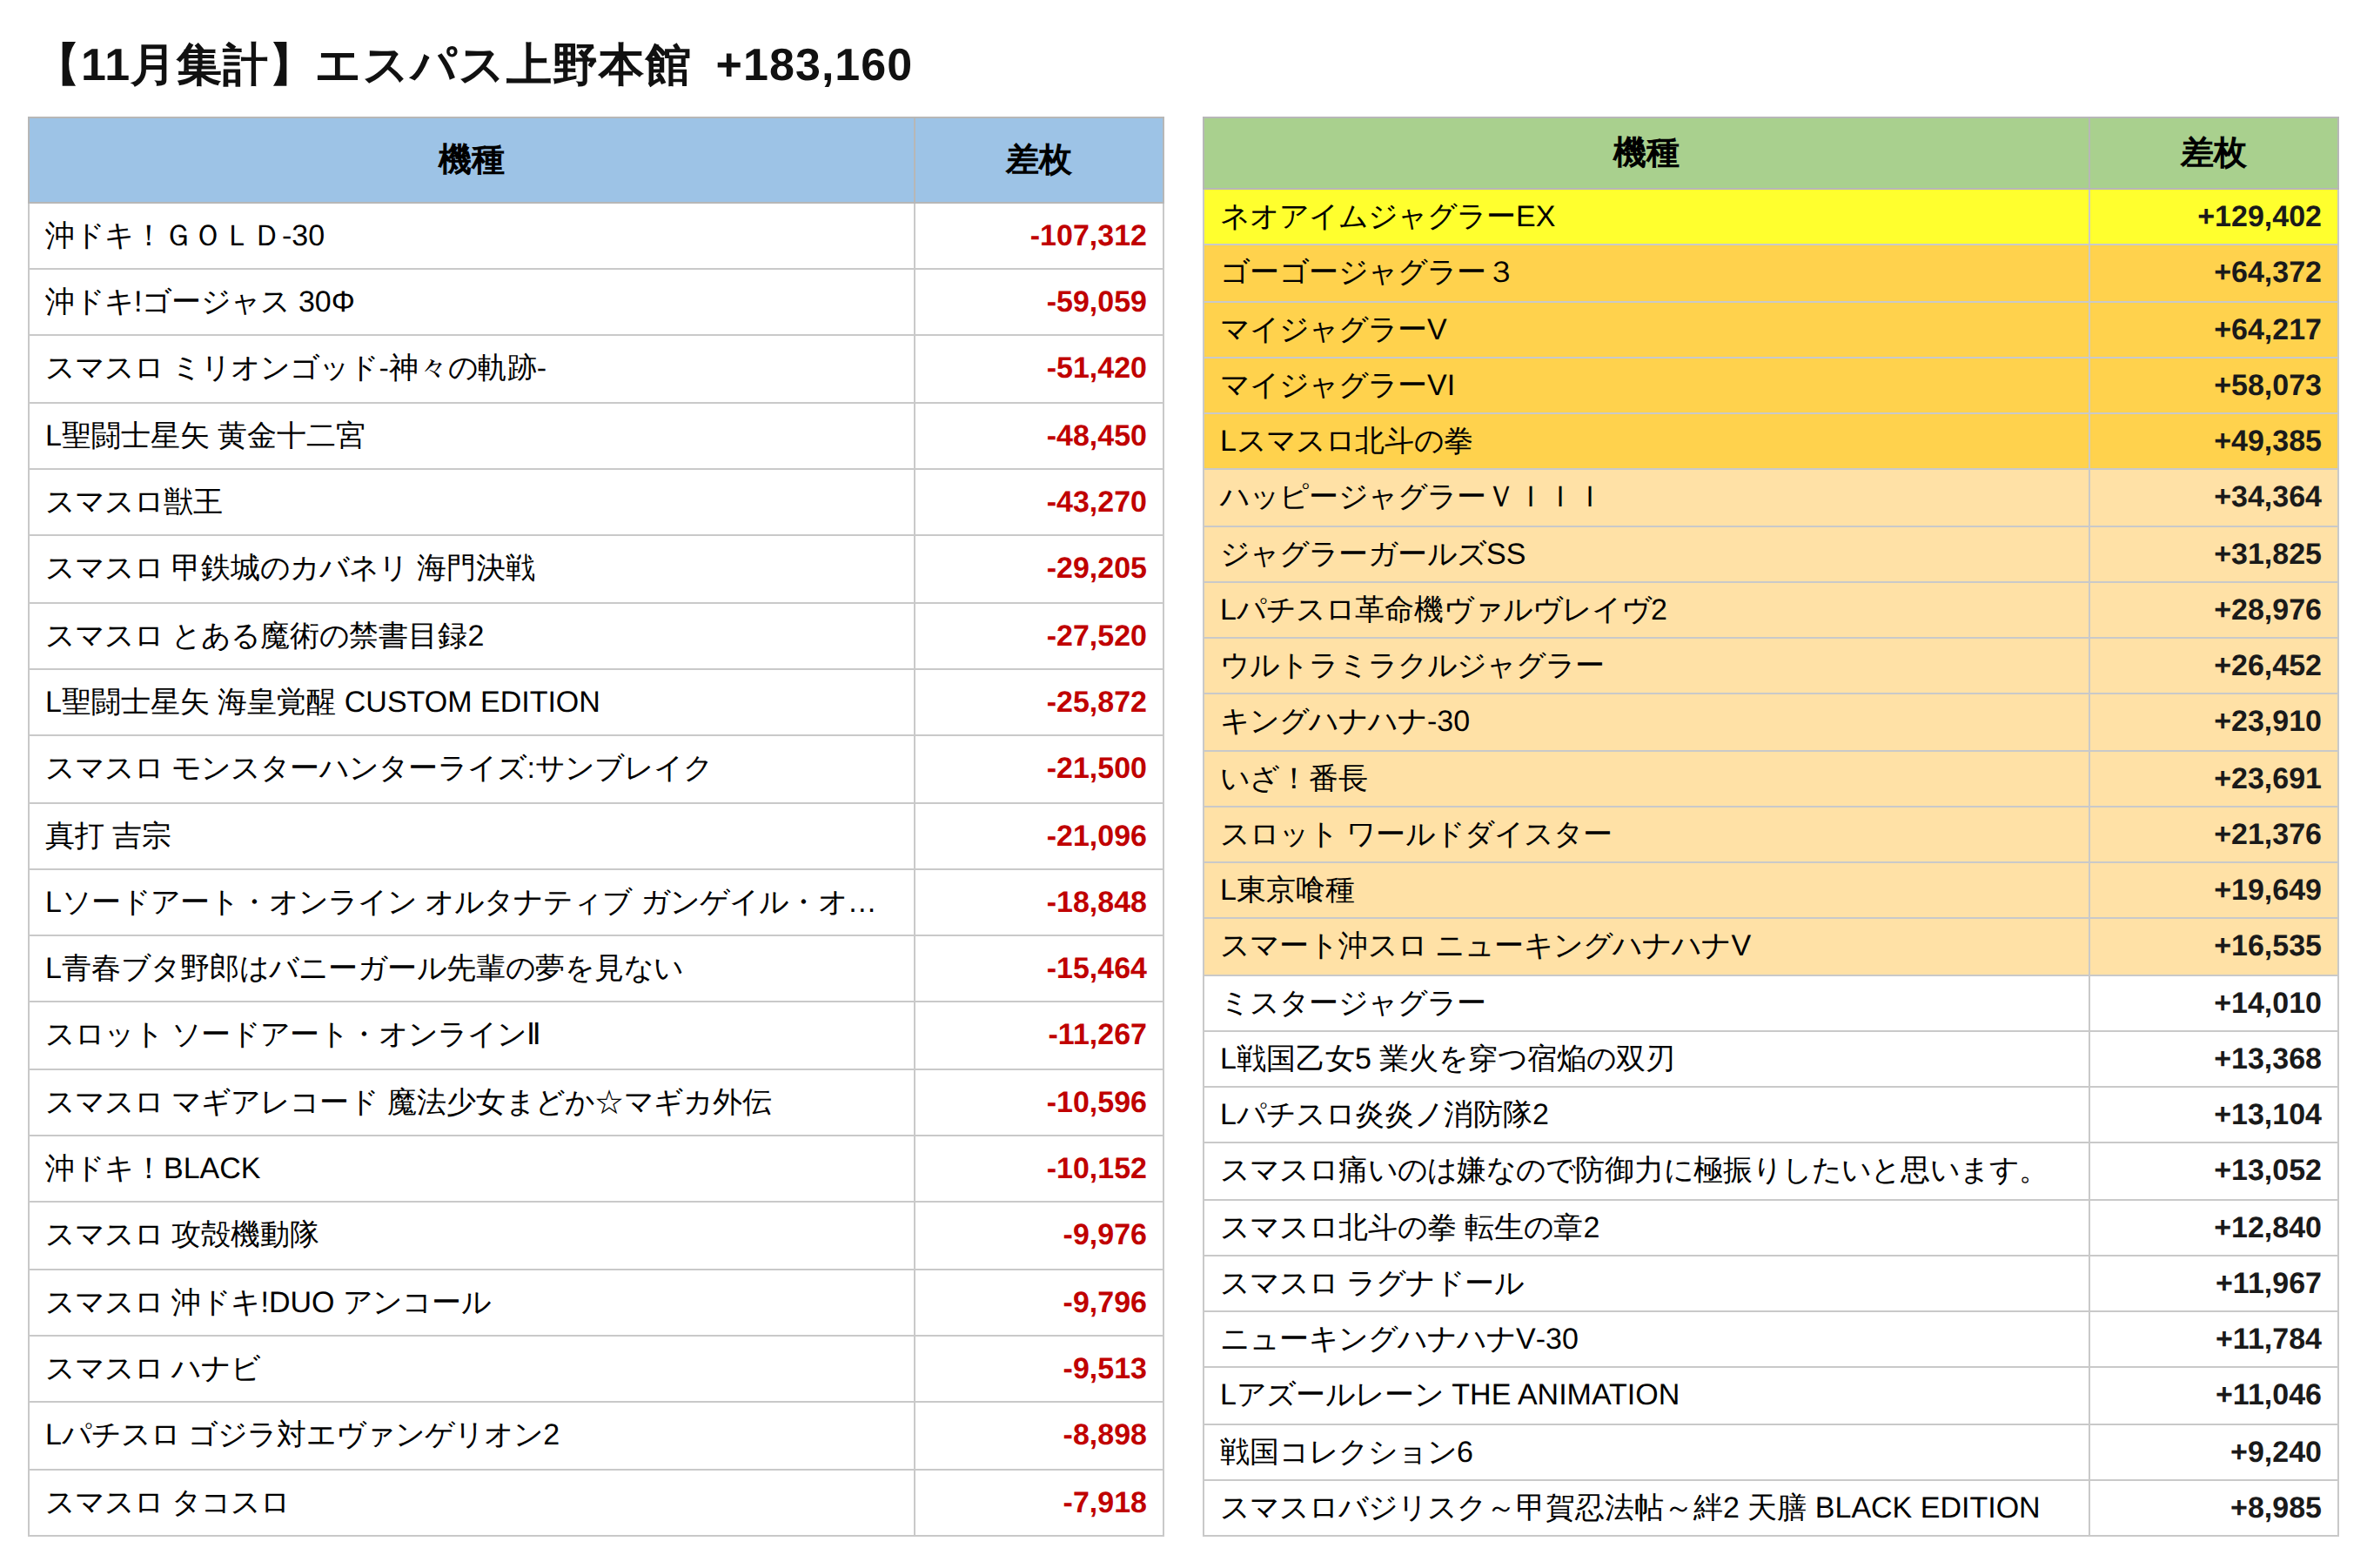 【11月集計】エスパス上野本館 +183,160
機種 差枚
沖ドキ！ＧＯＬＤ-30 -107,312
沖ドキ!ゴージャス 30Φ -59,059
スマスロ ミリオンゴッド-神々の軌跡- -51,420
L聖闘士星矢 黄金十二宮 -48,450
スマスロ獣王 -43,270
スマスロ 甲鉄城のカバネリ 海門決戦 -29,205
スマスロ とある魔術の禁書目録2 -27,520
L聖闘士星矢 海皇覚醒 CUSTOM EDITION -25,872
スマスロ モンスターハンターライズ:サンブレイク -21,500
真打 吉宗 -21,096
Lソードアート・オンライン オルタナティブ ガンゲイル・オ… -18,848
L青春ブタ野郎はバニーガール先輩の夢を見ない -15,464
スロット ソードアート・オンラインⅡ -11,267
スマスロ マギアレコード 魔法少女まどか☆マギカ外伝 -10,596
沖ドキ！BLACK -10,152
スマスロ 攻殻機動隊 -9,976
スマスロ 沖ドキ!DUO アンコール -9,796
スマスロ ハナビ -9,513
Lパチスロ ゴジラ対エヴァンゲリオン2 -8,898
スマスロ タコスロ -7,918
機種 差枚
ネオアイムジャグラーEX +129,402
ゴーゴージャグラー３ +64,372
マイジャグラーV +64,217
マイジャグラーVI +58,073
Lスマスロ北斗の拳 +49,385
ハッピージャグラーＶＩＩＩ +34,364
ジャグラーガールズSS +31,825
Lパチスロ革命機ヴァルヴレイヴ2 +28,976
ウルトラミラクルジャグラー +26,452
キングハナハナ-30 +23,910
いざ！番長 +23,691
スロット ワールドダイスター +21,376
L東京喰種 +19,649
スマート沖スロ ニューキングハナハナV +16,535
ミスタージャグラー +14,010
L戦国乙女5 業火を穿つ宿焔の双刃 +13,368
Lパチスロ炎炎ノ消防隊2 +13,104
スマスロ痛いのは嫌なので防御力に極振りしたいと思います。 +13,052
スマスロ北斗の拳 転生の章2 +12,840
スマスロ ラグナドール +11,967
ニューキングハナハナV-30 +11,784
Lアズールレーン THE ANIMATION +11,046
戦国コレクション6 +9,240
スマスロバジリスク～甲賀忍法帖～絆2 天膳 BLACK EDITION +8,985